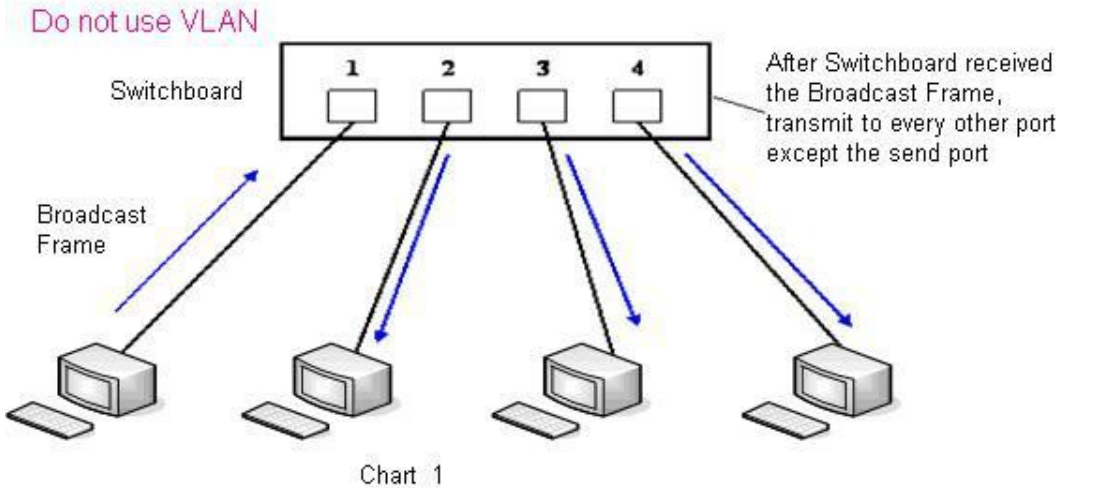 Do not use VLAN
Switchboard
1 2 3 4
After Switchboard received
the Broadcast Frame,
transmit to every other port
except the send port
Broadcast
Frame
Chart 1